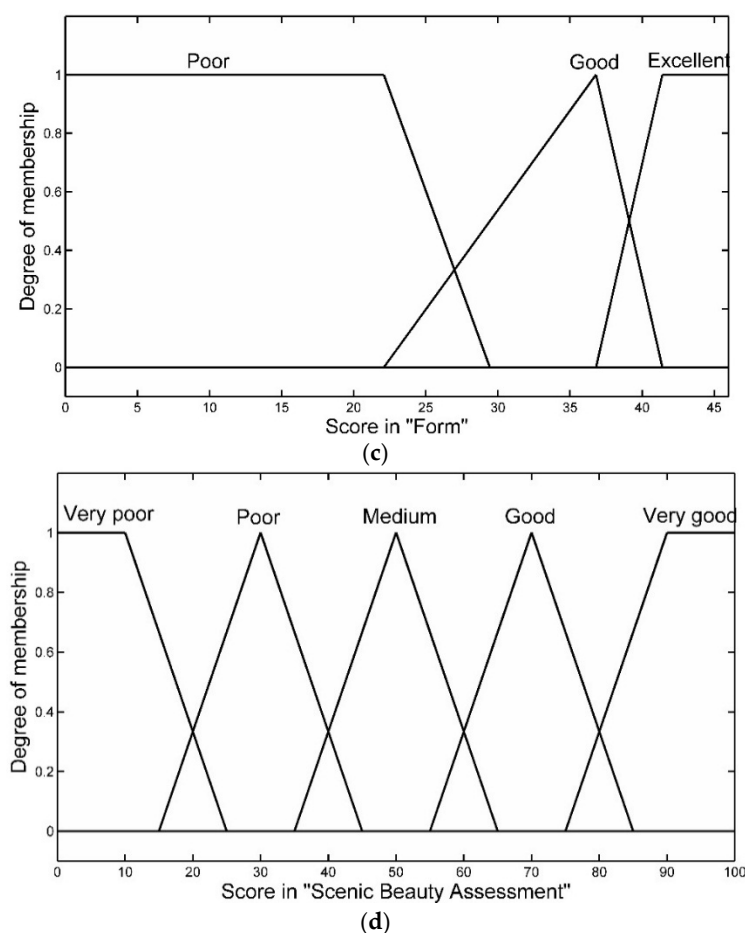 Poor Good Excellent
1
0.8
0.6
0.4
0.2
0
Degree of membership
0 5 10 15 20 25 30 35 40 45
Score in "Form"
(c)
Very poor Poor Medium Good Very good
1
0.8
0.6
0.4
0.2
0
Degree of membership
0 10 20 30 40 50 60 70 80 90 100
Score in "Scenic Beauty Assessment"
(d)